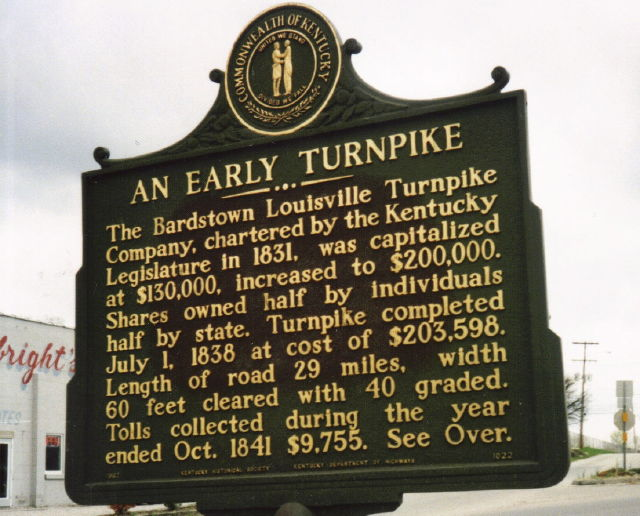 COMMONWEALTH OF KENTUCKY
UNITED WE STAND
DIVIDED WE FALL
AN EARLY TURNPIKE
The Bardstown Louisville Turnpike
Company, chartered by the Kentucky
Legislature in 1831, was capitalized
at $130,000, increased to $200,000.
Shares owned half by individuals
half by state. Turnpike completed
July 1, 1838 at cost of $203,598.
Length of road 29 miles, width
60 feet cleared with 40 graded.
Tolls collected during the year
ended Oct. 1841 $9,755. See Over.
KENTUCKY HISTORICAL SOCIETY KENTUCKY DEPARTMENT OF HIGHWAYS 1022
bright's